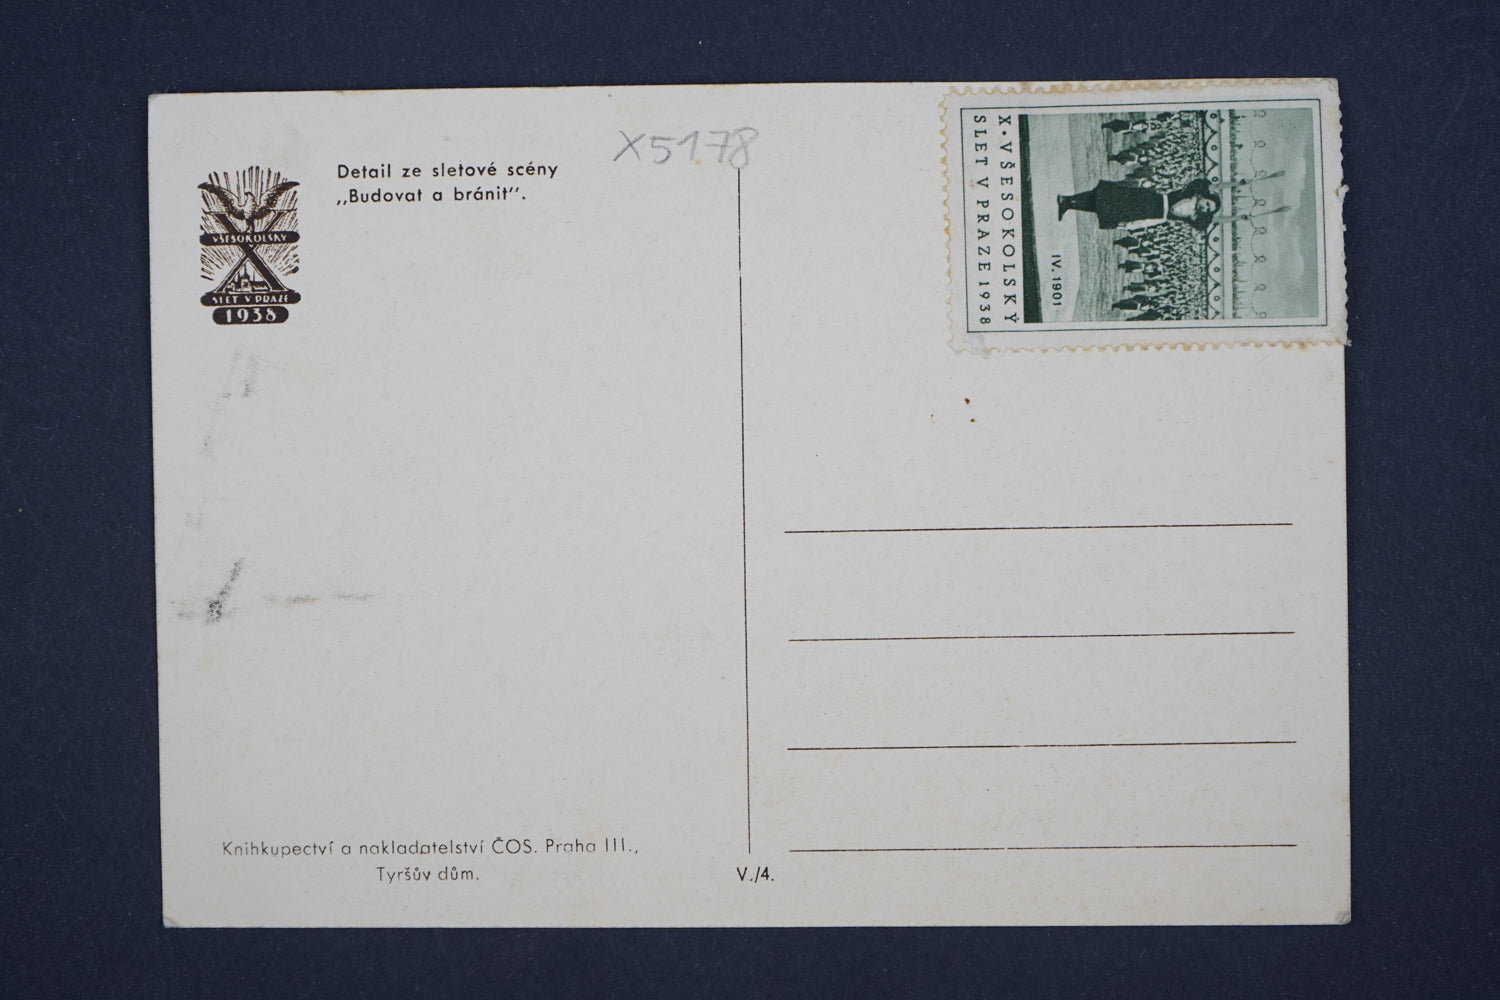 X5178
Detail ze sletové scény
„Budovat a bránit".
VŠESOKOLSKÝ
X
SLET V PRAZE
1938
X. VŠESOKOLSKÝ
SLET V PRAZE 1938
IV. 1901
Knihkupectví a nakladatelství ČOS. Praha III.,
Tyršův dům.
V./4.